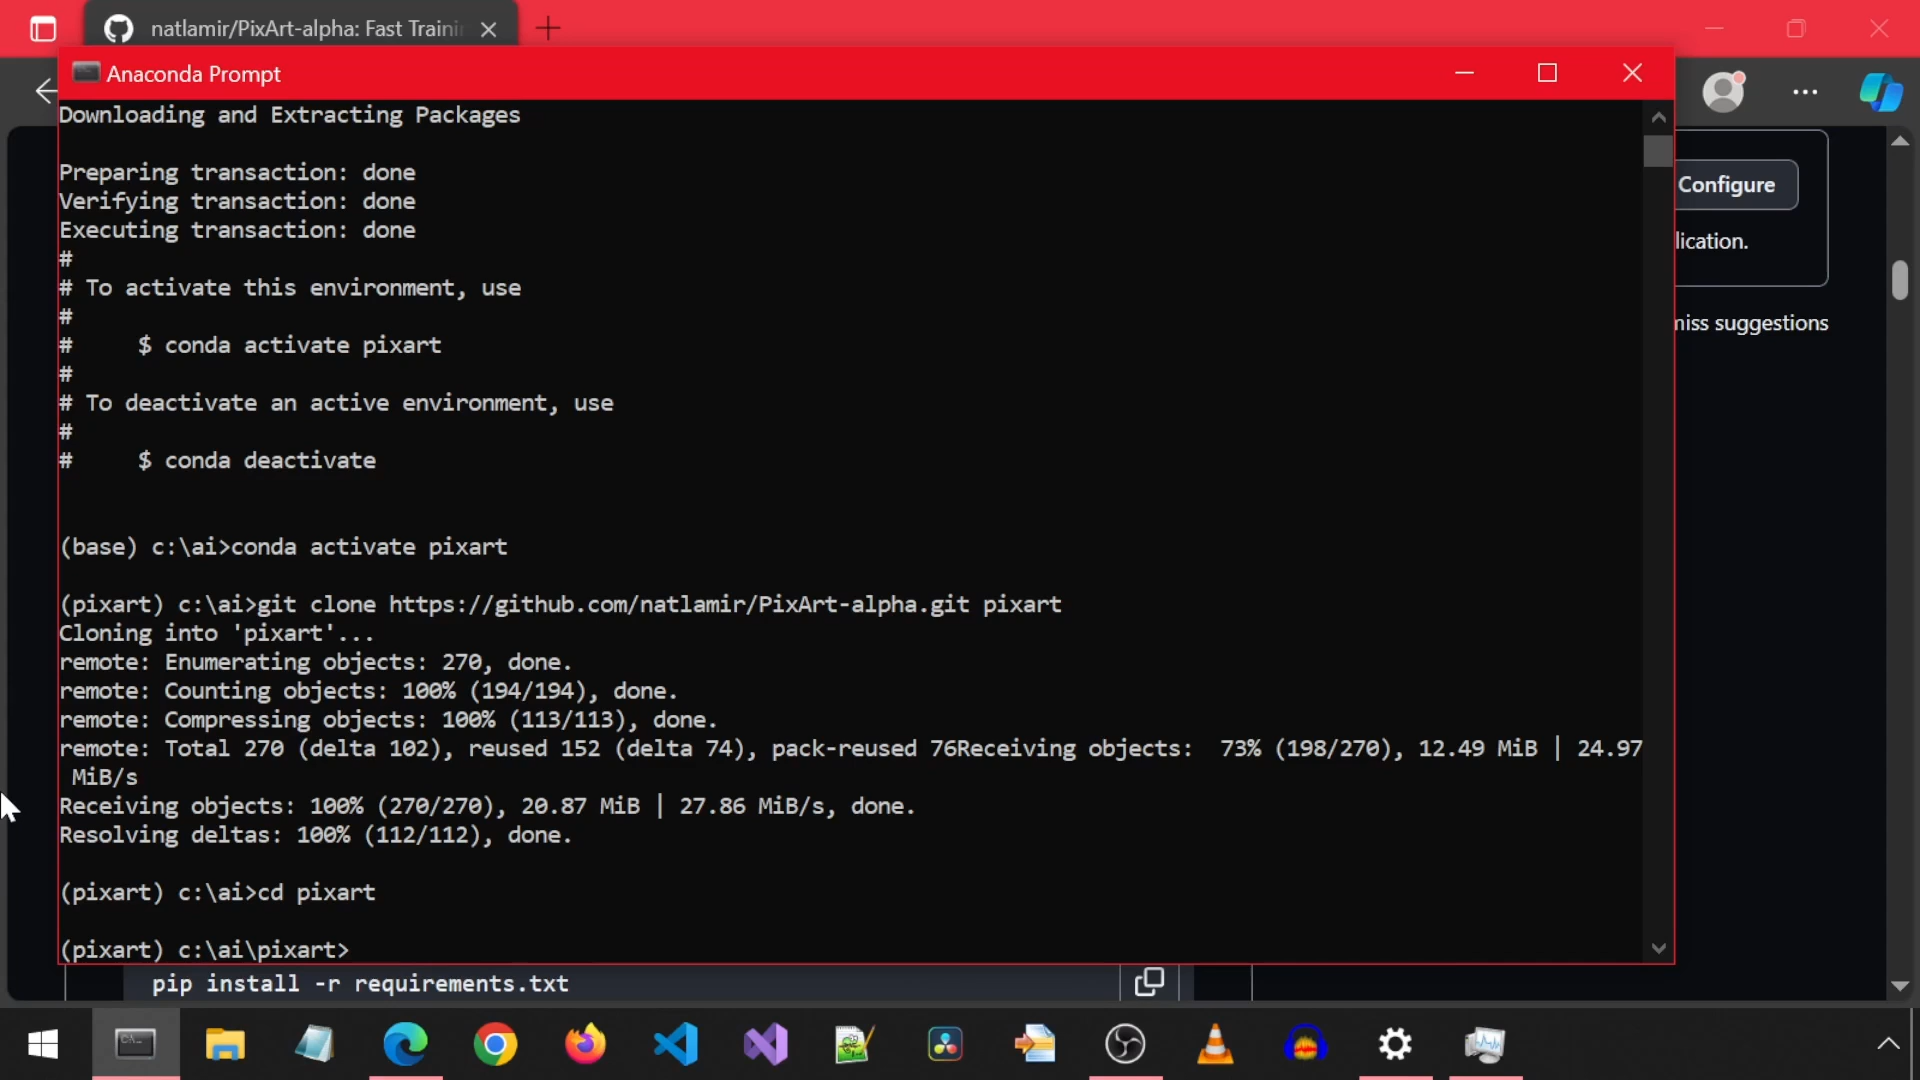 natlamir/PixArt-alpha: Fast Traini
Anaconda Prompt
Downloading and Extracting Packages
Preparing transaction: done
Verifying transaction: done
Executing transaction: done
#
# To activate this environment, use
#
#     $ conda activate pixart
#
# To deactivate an active environment, use
#
#     $ conda deactivate
(base) c:\ai>conda activate pixart
(pixart) c:\ai>git clone https://github.com/natlamir/PixArt-alpha.git pixart
Cloning into 'pixart'...
remote: Enumerating objects: 270, done.
remote: Counting objects: 100% (194/194), done.
remote: Compressing objects: 100% (113/113), done.
remote: Total 270 (delta 102), reused 152 (delta 74), pack-reused 76Receiving objects:  73% (198/270), 12.49 MiB | 24.97
 MiB/s
Receiving objects: 100% (270/270), 20.87 MiB | 27.86 MiB/s, done.
Resolving deltas: 100% (112/112), done.
(pixart) c:\ai>cd pixart
(pixart) c:\ai\pixart>
Configure
lication.
miss suggestions
pip install -r requirements.txt